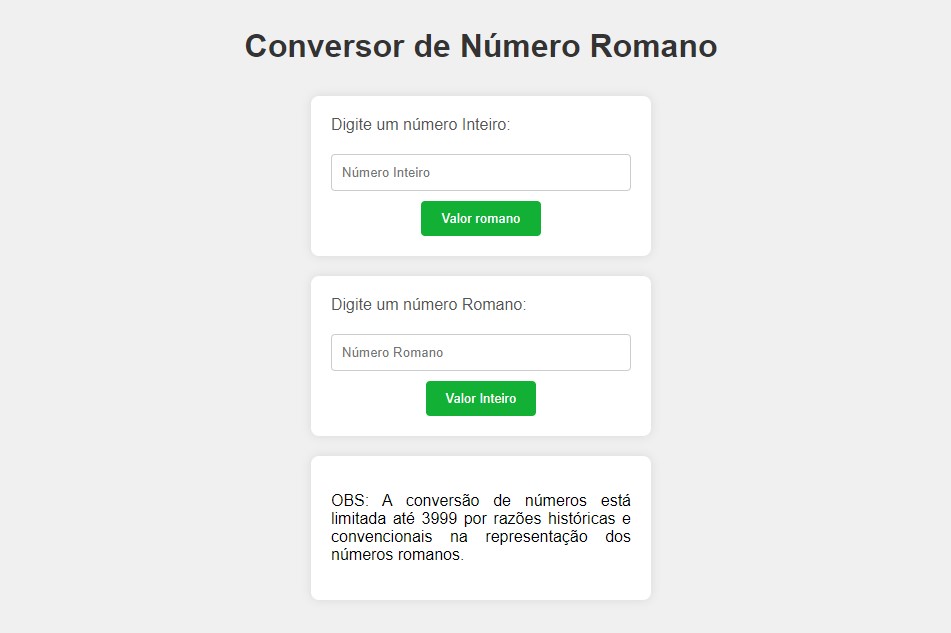 Conversor de Número Romano
Digite um número Inteiro:
Número Inteiro
Valor romano
Digite um número Romano:
Número Romano
Valor Inteiro
OBS: A conversão de números está
limitada até 3999 por razões históricas e
convencionais na representação dos
números romanos.